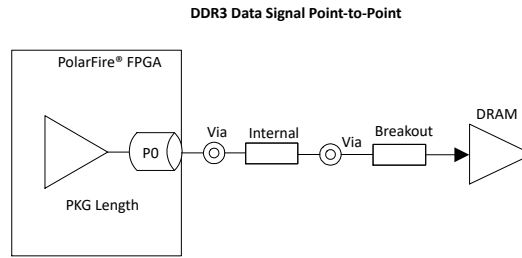 DDR3 Data Signal Point-to-Point
PolarFire® FPGA
DRAM
Via
Internal
Via
Breakout
P0
PKG Length